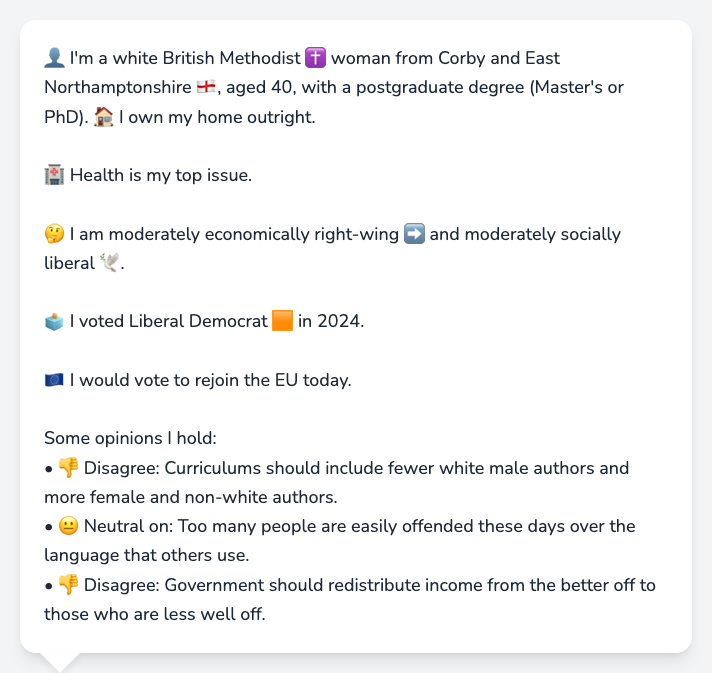 👤 I'm a white British Methodist ✝️ woman from Corby and East
Northamptonshire 🏴󠁧󠁢󠁥󠁮󠁧󠁿, aged 40, with a postgraduate degree (Master's or
PhD). 🏠 I own my home outright.
🏥 Health is my top issue.
🤔 I am moderately economically right-wing ➡️ and moderately socially
liberal 🕊️.
🗳️ I voted Liberal Democrat 🟧 in 2024.
🇪🇺 I would vote to rejoin the EU today.
Some opinions I hold:
• 👎 Disagree: Curriculums should include fewer white male authors and
more female and non-white authors.
• 😐 Neutral on: Too many people are easily offended these days over the
language that others use.
• 👎 Disagree: Government should redistribute income from the better off to
those who are less well off.